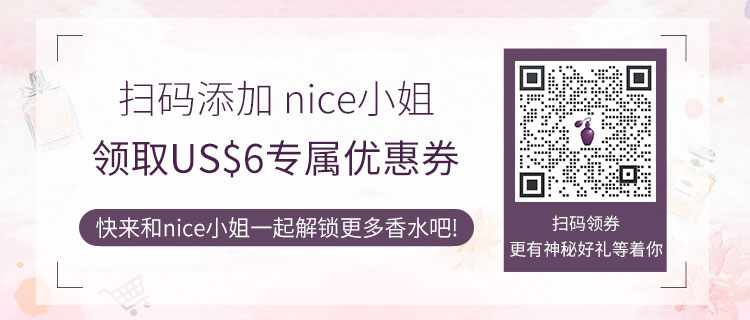 扫码添加 nice小姐
领取US$6专属优惠券
快来和nice小姐一起解锁更多香水吧!
扫码领券
更有神秘好礼等着你